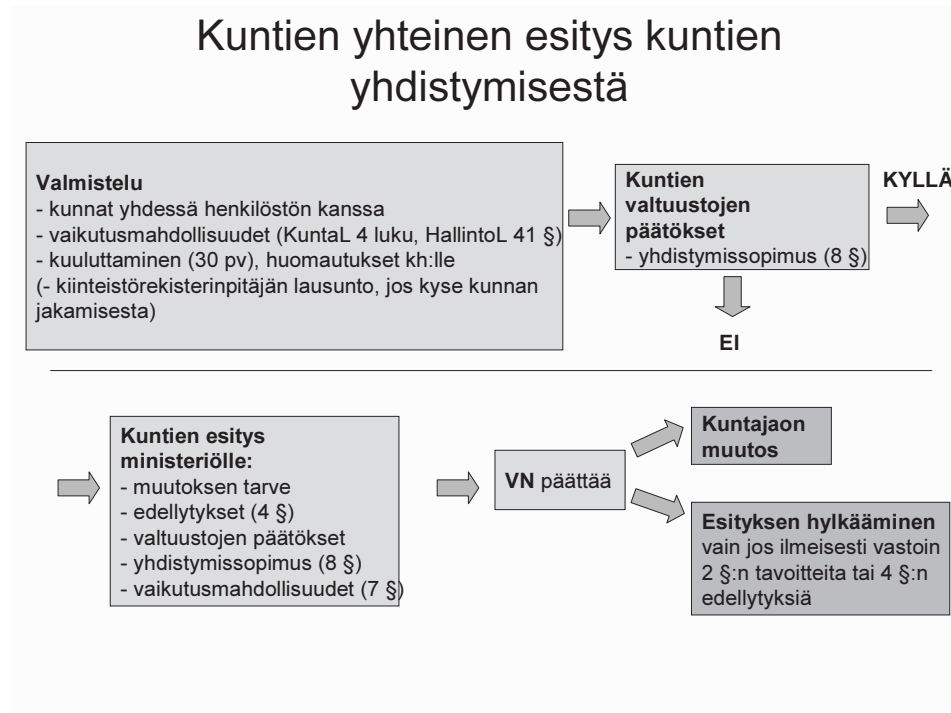 Kuntien yhteinen esitys kuntien
yhdistymisestä
Valmistelu
- kunnat yhdessä henkilöstön kanssa
- vaikutusmahdollisuudet (KuntaL 4 luku, HallintoL 41 §)
- kuuluttaminen (30 pv), huomautukset kh:lle
(- kiinteistörekisterinpitäjän lausunto, jos kyse kunnan
jakamisesta)
Kuntien
valtuustojen
päätökset
- yhdistymissopimus (8 §)
KYLLÄ
EI
Kuntien esitys
ministeriölle:
- muutoksen tarve
- edellytykset (4 §)
- valtuustojen päätökset
- yhdistymissopimus (8 §)
- vaikutusmahdollisuudet (7 §)
VN päättää
Kuntajaon
muutos
Esityksen hylkääminen
vain jos ilmeisesti vastoin
2 §:n tavoitteita tai 4 §:n
edellytyksiä